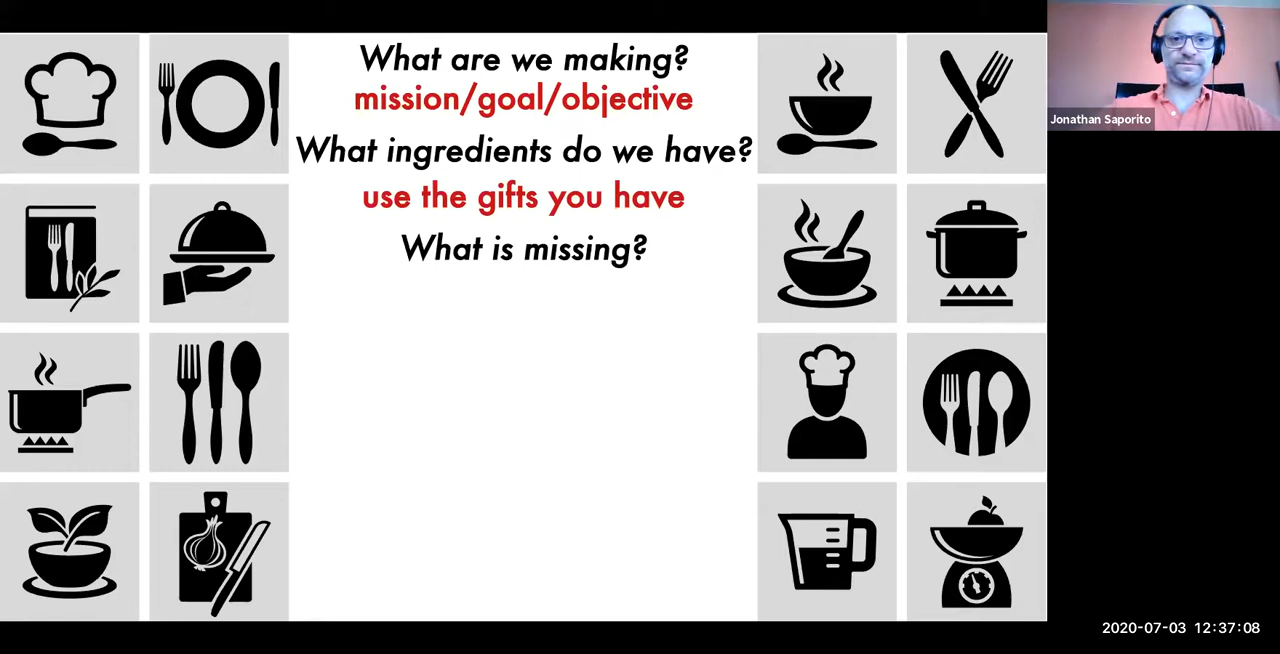 What are we making?
mission/goal/objective
What ingredients do we have?
use the gifts you have
What is missing?
Jonathan Saporito
2020-07-03 12:37:08